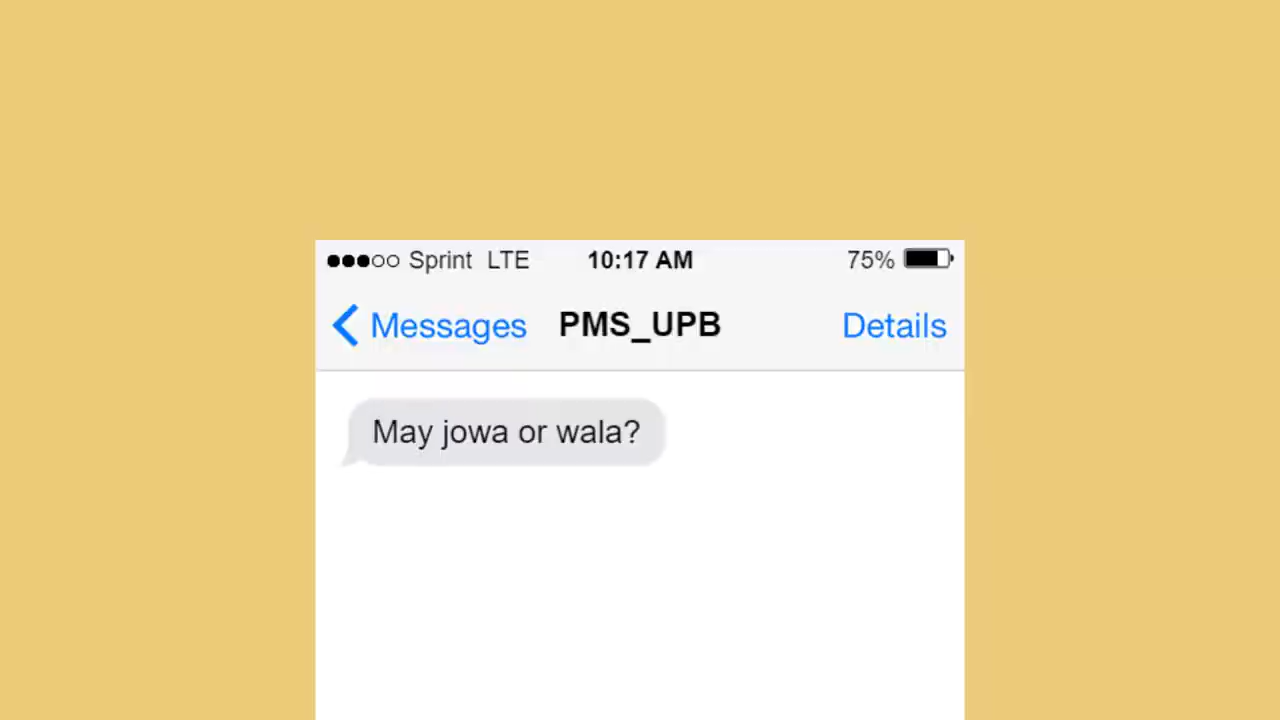 Sprint LTE 10:17 AM 75%
Messages PMS_UPB Details
May jowa or wala?